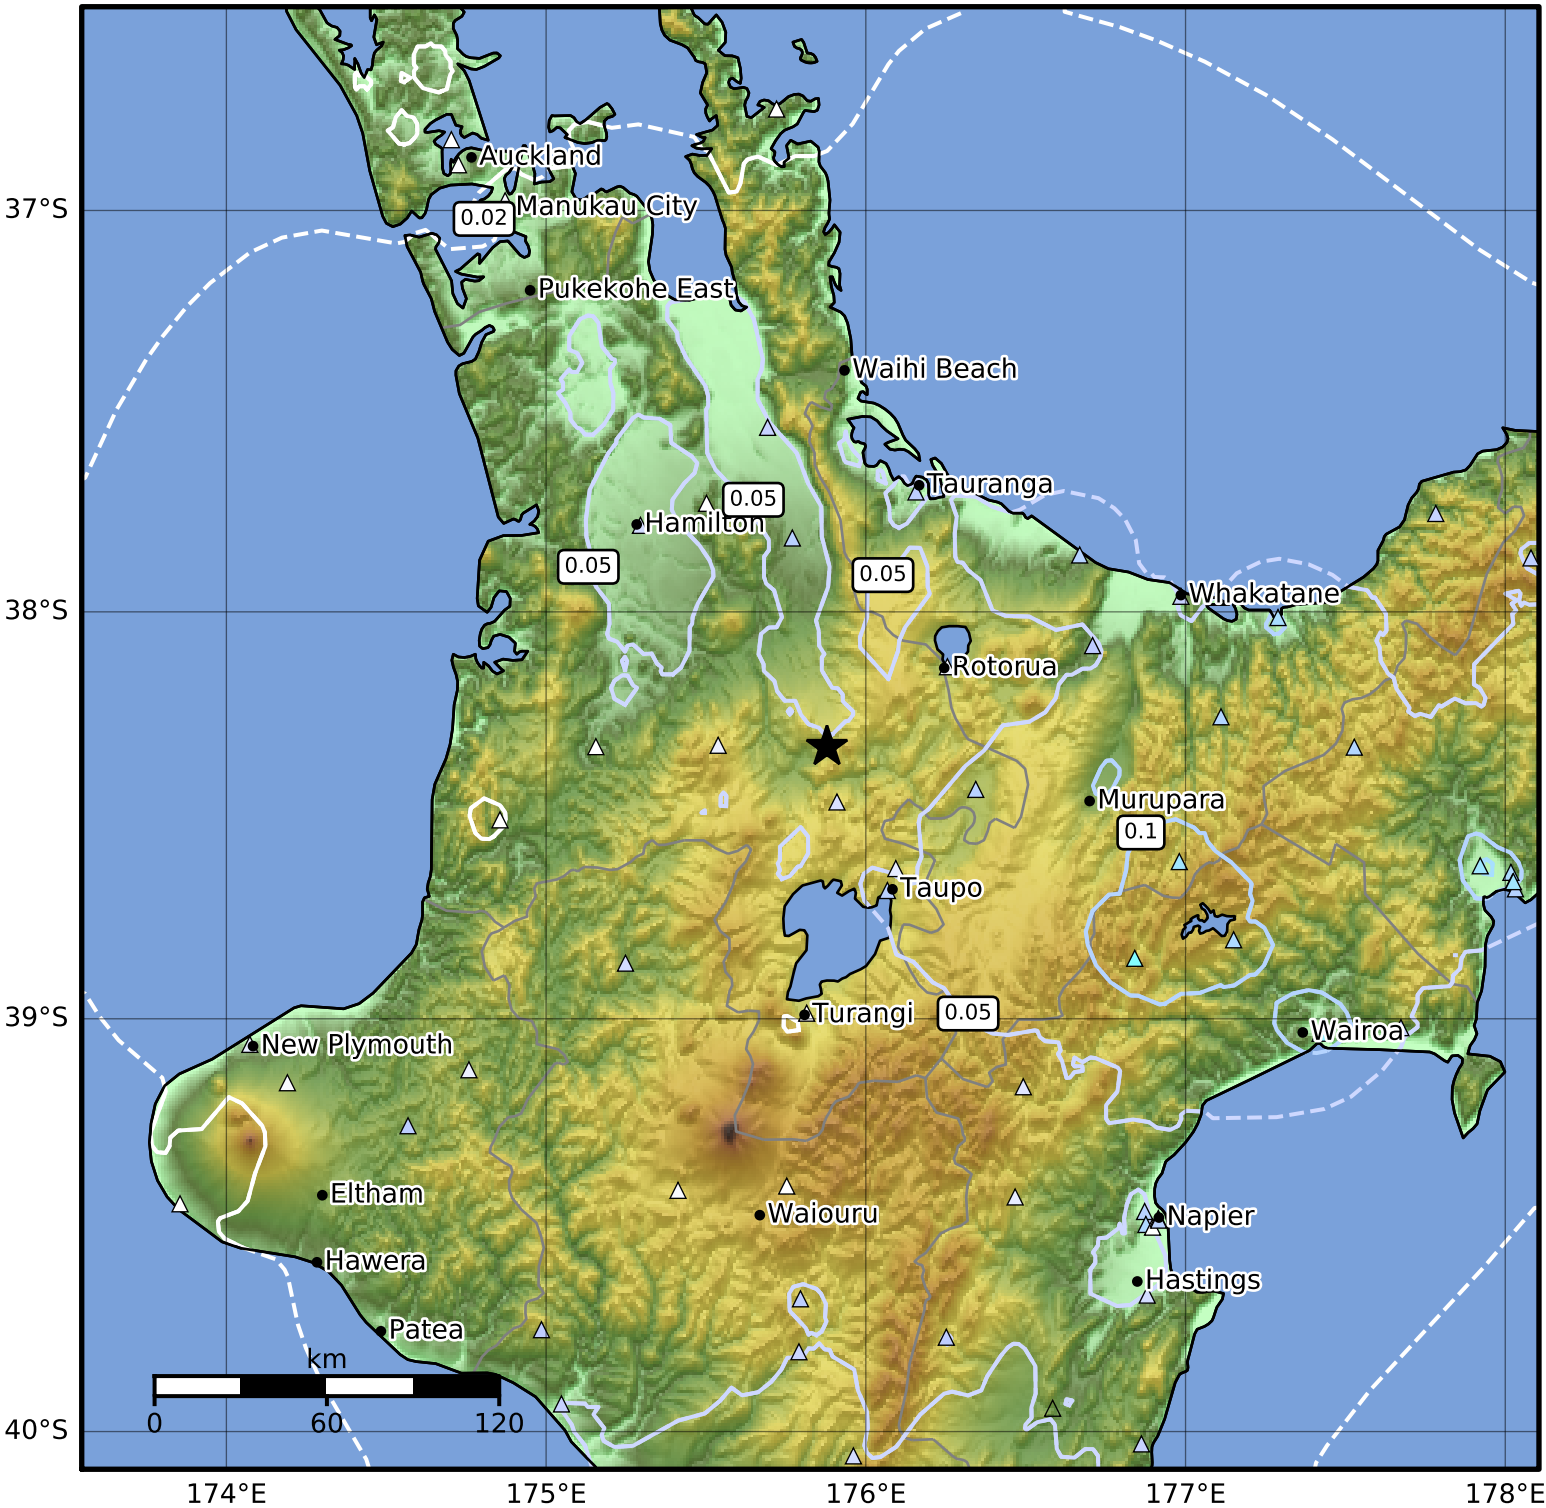 Auckland
37°S
Manukau City
0.02
Pukekohe East
Waihi Beach
Tauranga
0.05
Hamilton
0.05
0.05
Whakatane
38°S
Rotorua
Murupara
0.1
Taupo
Turangi
0.05
39°S
Wairoa
New Plymouth
Eltham
Waiouru
Napier
Hawera
Hastings
Patea
km
0 60 120
40°S
174°E 175°E 176°E 177°E 178°E